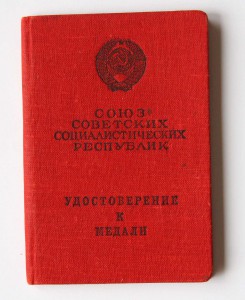 СОЮЗ
СОВЕТСКИХ
СОЦИАЛИСТИЧЕСКИХ
РЕСПУБЛИК
УДОСТОВЕРЕНИЕ
К
МЕДАЛИ